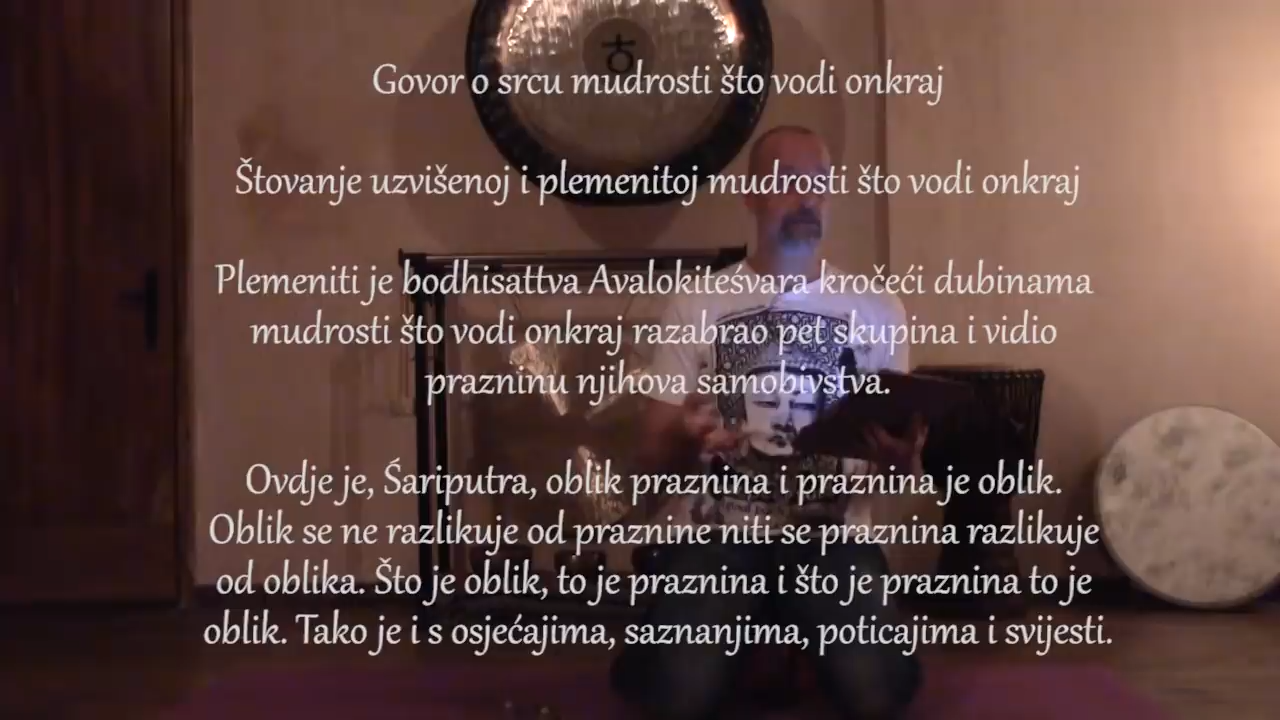 Govor o srcu mudrosti što vodi onkraj
Štovanje uzvišenoj i plemenitoj mudrosti što vodi onkraj
Plemeniti je bodhisattva Avalokiteśvara kročeći dubinama
mudrosti što vodi onkraj razabrao pet skupina i vidio
prazninu njihova samobivstva.
Ovdje je, Śariputra, oblik praznina i praznina je oblik.
Oblik se ne razlikuje od praznine niti se praznina razlikuje
od oblika. Što je oblik, to je praznina i što je praznina to je
oblik. Tako je i s osjećajima, saznanjima, poticajima i svijesti.